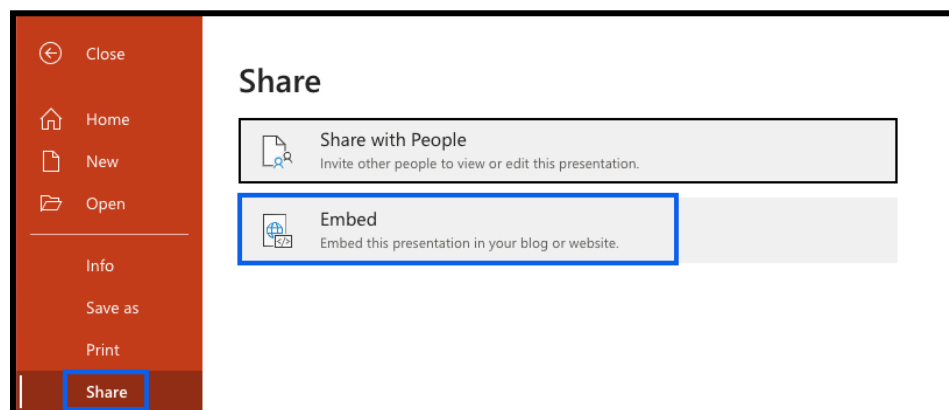 Close
Home
New
Open
Info
Save as
Print
Share
Share
Share with People
Invite other people to view or edit this presentation.
Embed
Embed this presentation in your blog or website.